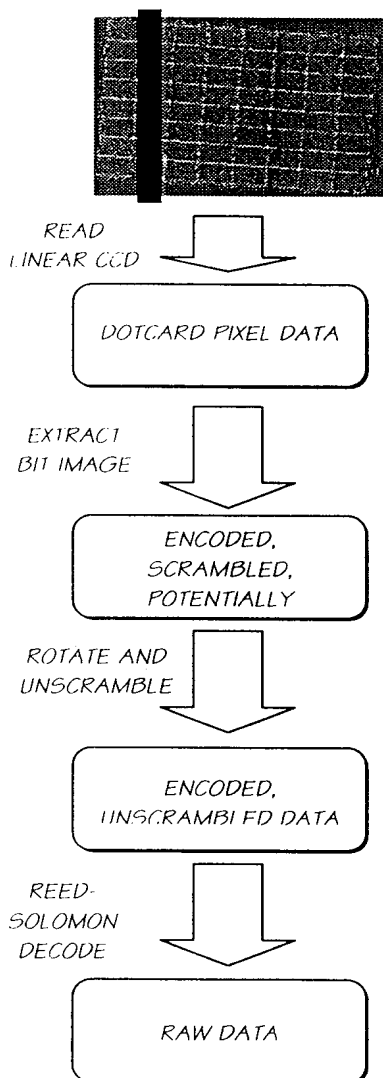 READ
LINEAR CCD
DOTCARD PIXEL DATA
EXTRACT
BIT IMAGE
ENCODED,
SCRAMBLED,
POTENTIALLY
ROTATE AND
UNSCRAMBLE
ENCODED,
UNSCRAMBLED DATA
REED-
SOLOMON
DECODE
RAW DATA